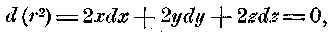 d (r²) = 2xdx + 2ydy + 2zdz = 0,